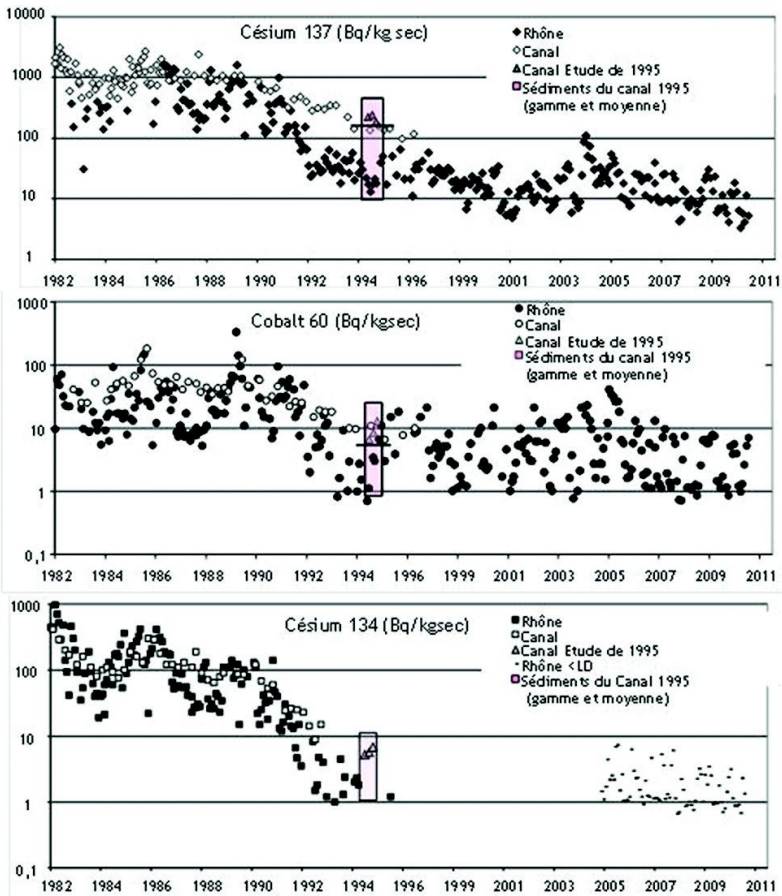 Césium 137 (Bq/kg sec)
Rhône
Canal
Canal Etude de 1995
Sédiments du canal 1995
(gamme et moyenne)
10000
1000
100
10
1
1982 1984 1986 1988 1990 1992 1994 1996 1999 2001 2003 2005 2007 2009 2011
Cobalt 60 (Bq/kgsec)
Rhône
Canal
Canal Etude de 1995
Sédiments du canal 1995
(gamme et moyenne)
1000
100
10
1
0,1
1982 1984 1986 1988 1990 1992 1994 1996 1999 2001 2003 2005 2007 2009 2011
Césium 134 (Bq/kgsec)
Rhône
Canal
Canal Etude de 1995
Rhône <LD
Sédiments du Canal 1995
(gamme et moyenne)
1000
100
10
1
0,1
1982 1984 1986 1988 1990 1992 1994 1996 1999 2001 2003 2005 2007 2009 2011